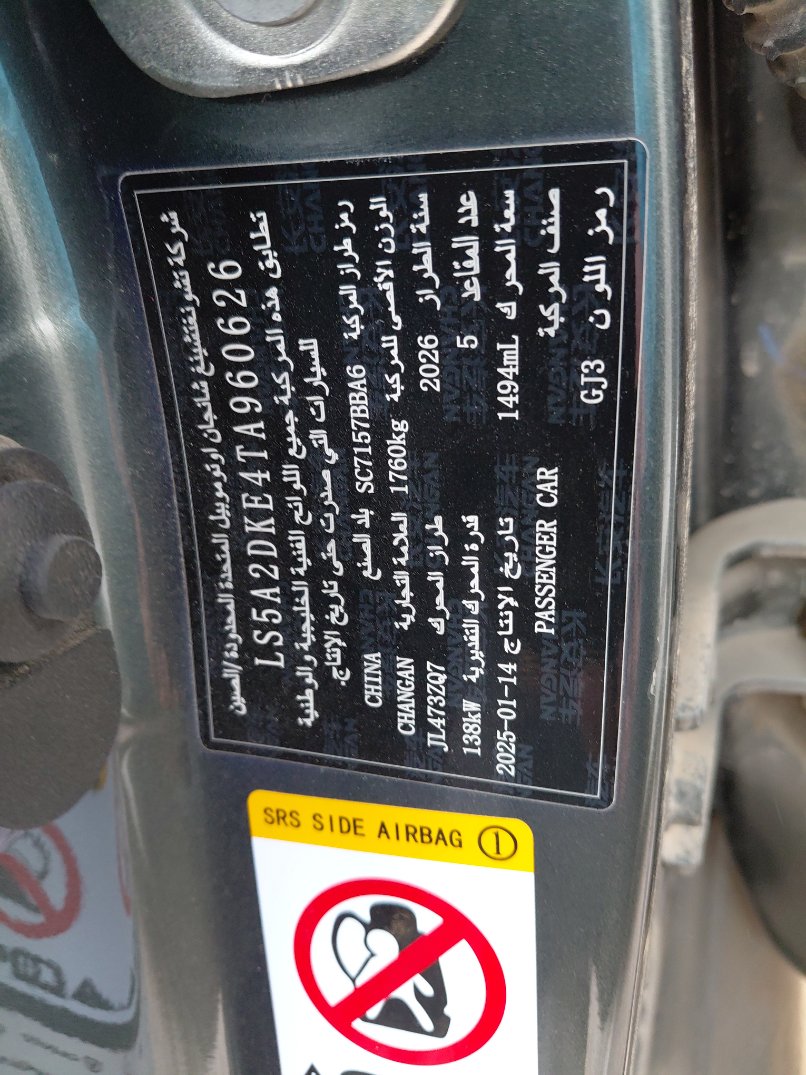 شركة تشونغتشينغ شانجان اوتوموبيل المتحدة المحدودة/الصين
LS5A2DKE4TA960626
تطابق هذه المركبة جميع اللوائح الفنية الخليجية والوطنية
للسيارات التي صدرت حتى تاريخ الإنتاج.
رمز طراز المركبة SC7157BBA6 بلد الصنع CHINA
الوزن الأقصى للمركبة 1760kg العلامة التجارية CHANGAN
سنة الطراز 2026 طراز المحرك JL473ZQ7
عدد المقاعد 5 قدرة المحرك التقديرية 138kW
سعة المحرك 1494mL تاريخ الإنتاج 2025-01-14
صنف المركبة PASSENGER CAR
رمز اللون GJ3
SRS SIDE AIRBAG 1